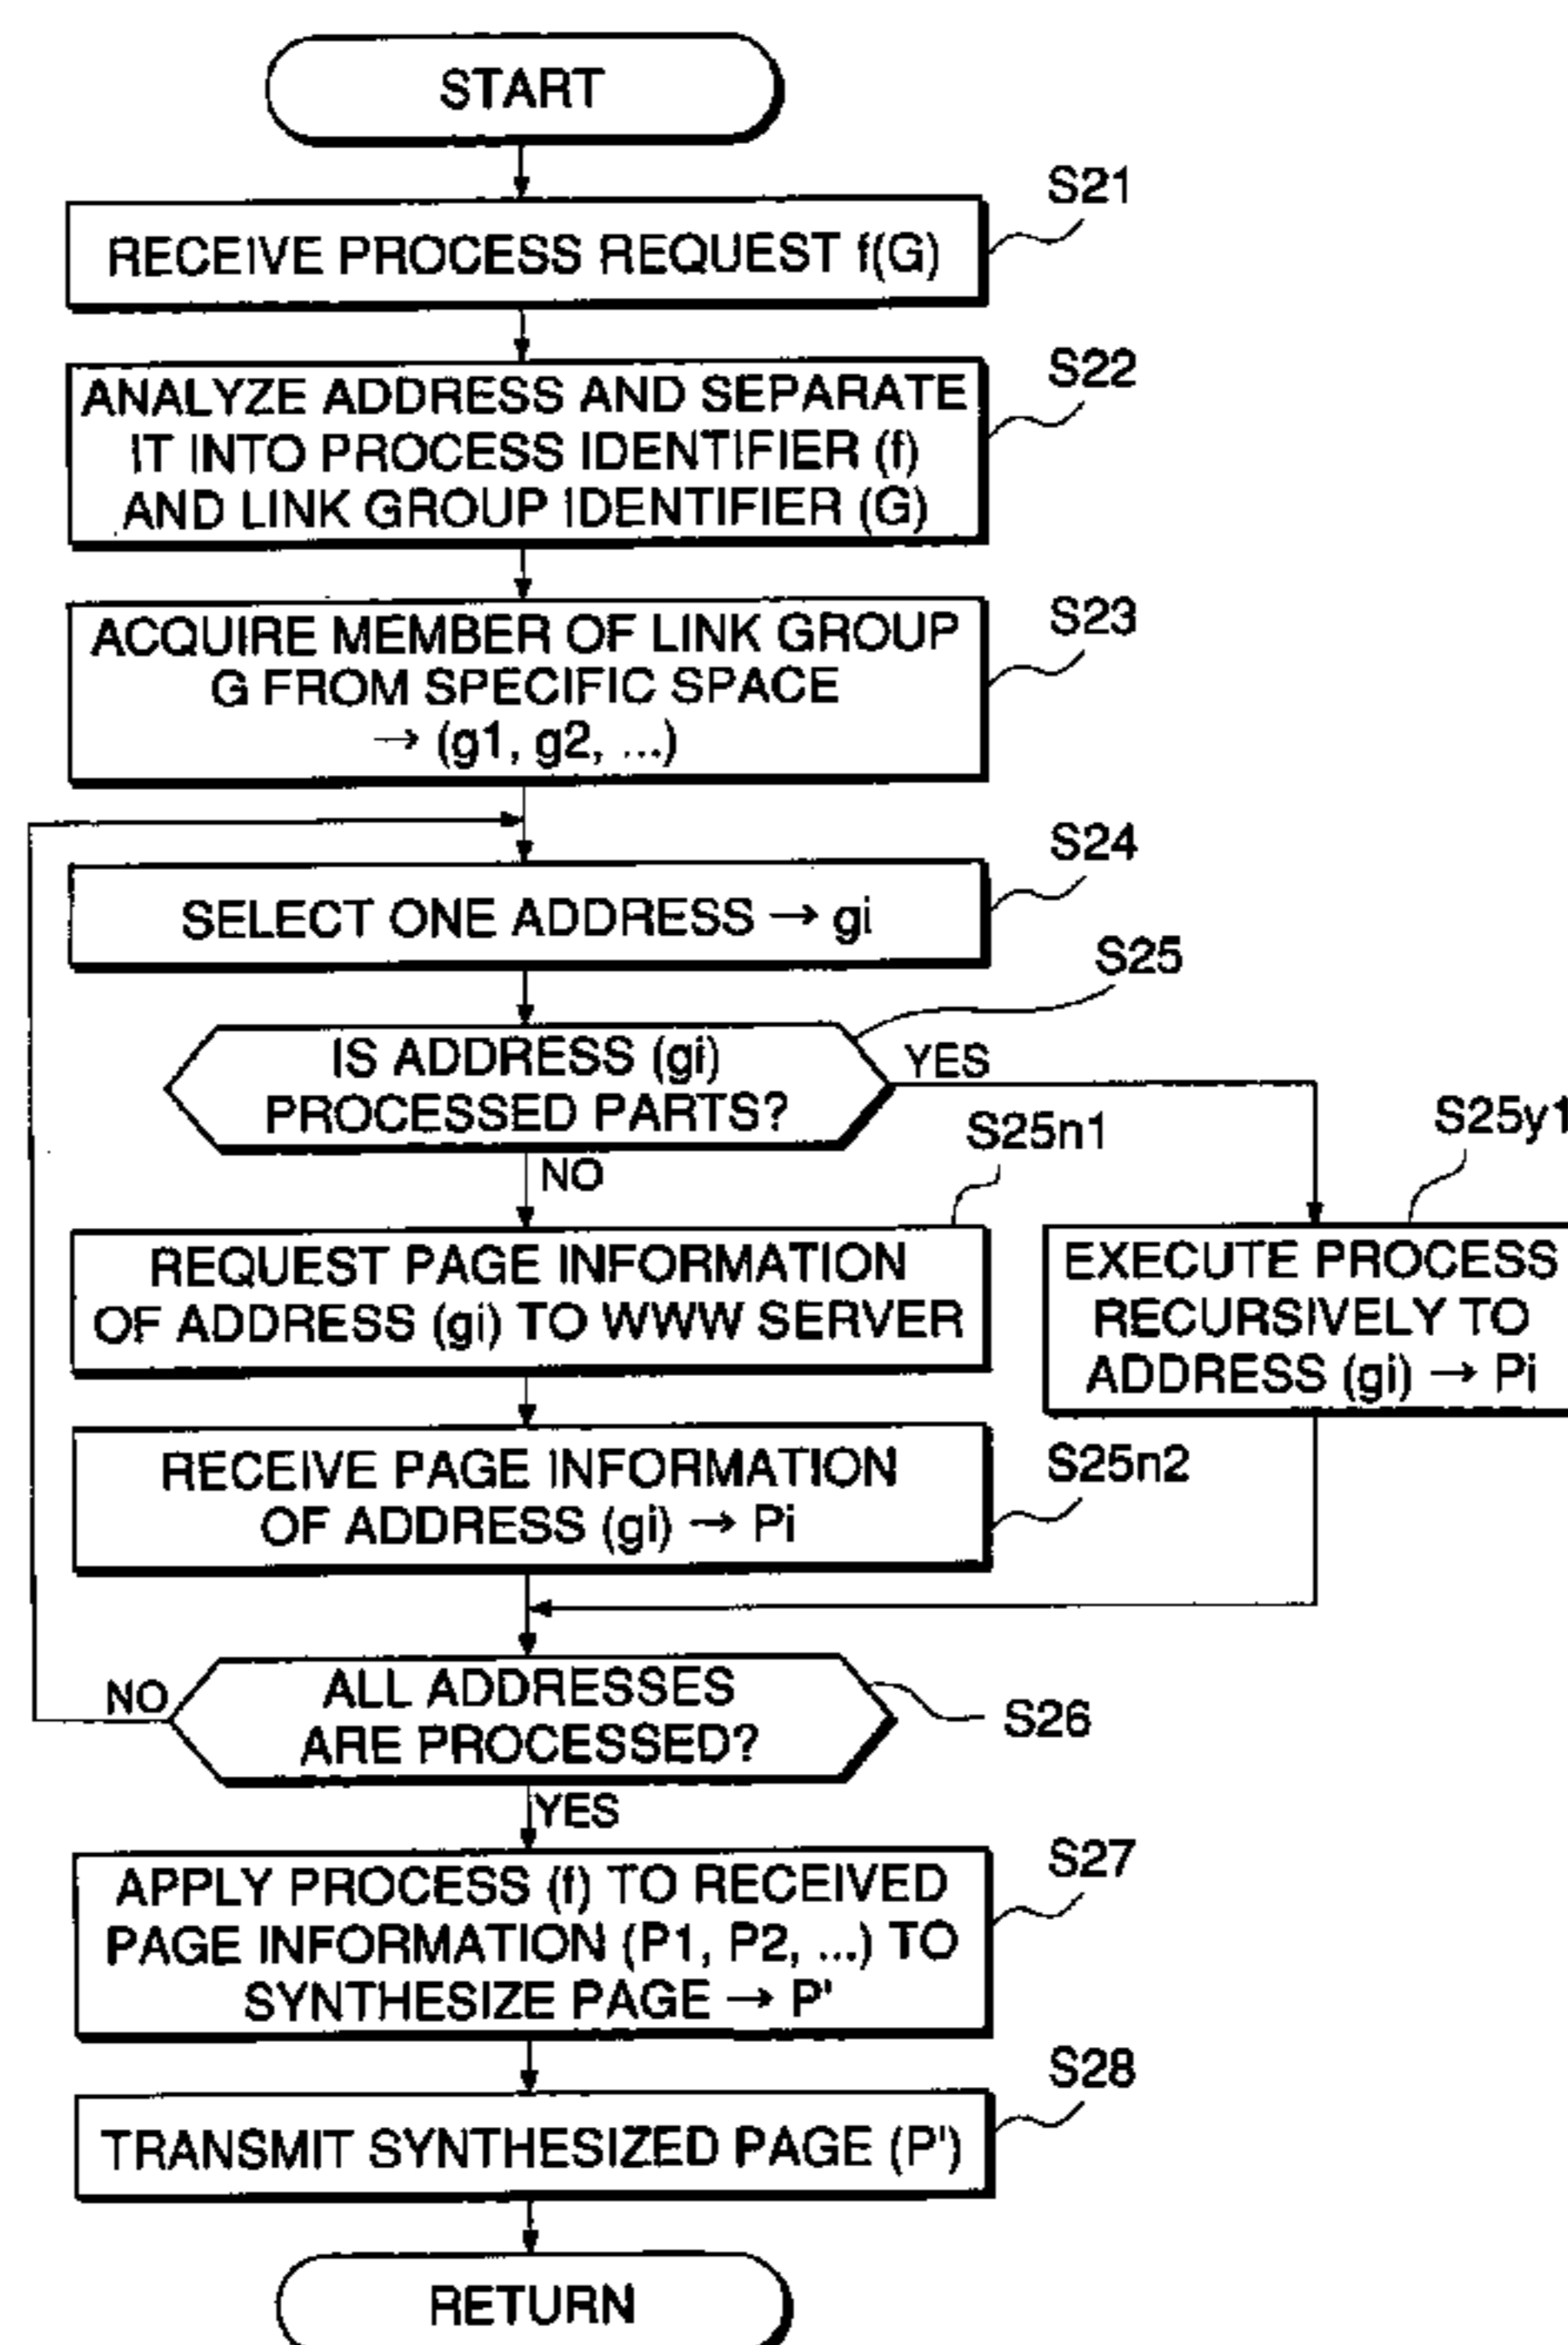 START
S21
RECEIVE PROCESS REQUEST f(G)
S22
ANALYZE ADDRESS AND SEPARATE
IT INTO PROCESS IDENTIFIER (f)
AND LINK GROUP IDENTIFIER (G)
S23
ACQUIRE MEMBER OF LINK GROUP
G FROM SPECIFIC SPACE
→ (g1, g2, ...)
S24
SELECT ONE ADDRESS → gi
S25
IS ADDRESS (gi)
PROCESSED PARTS?
YES
NO
S25n1
REQUEST PAGE INFORMATION
OF ADDRESS (gi) TO WWW SERVER
S25y1
EXECUTE PROCESS
RECURSIVELY TO
ADDRESS (gi) → Pi
S25n2
RECEIVE PAGE INFORMATION
OF ADDRESS (gi) → Pi
NO
ALL ADDRESSES
ARE PROCESSED?
S26
YES
S27
APPLY PROCESS (f) TO RECEIVED
PAGE INFORMATION (P1, P2, ...) TO
SYNTHESIZE PAGE → P'
S28
TRANSMIT SYNTHESIZED PAGE (P')
RETURN